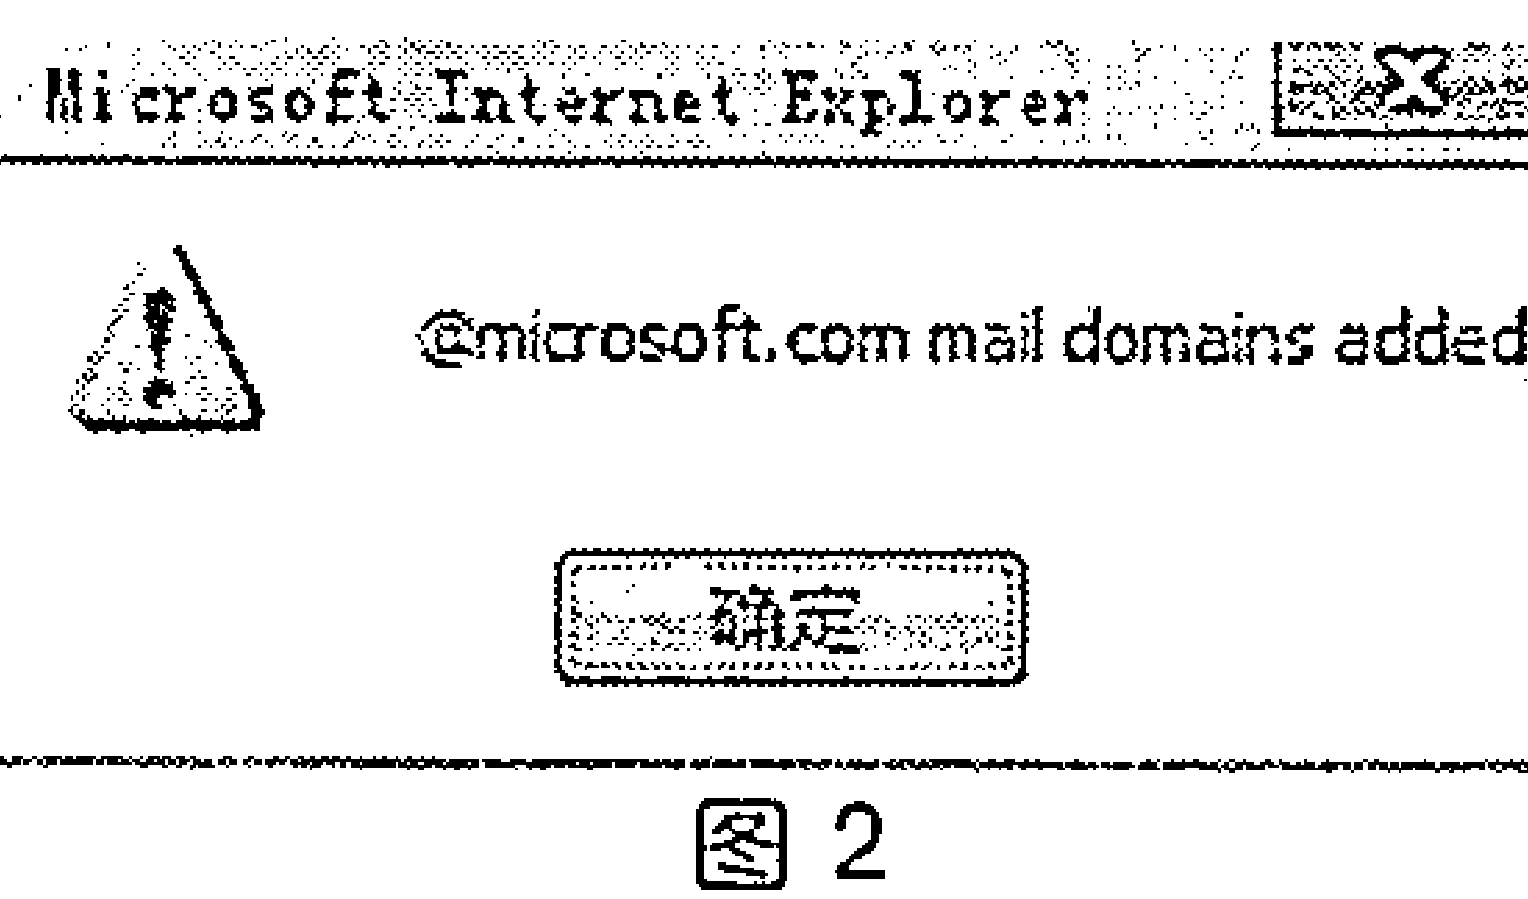 Microsoft Internet Explorer
@microsoft.com mail domains added
确定
图 2